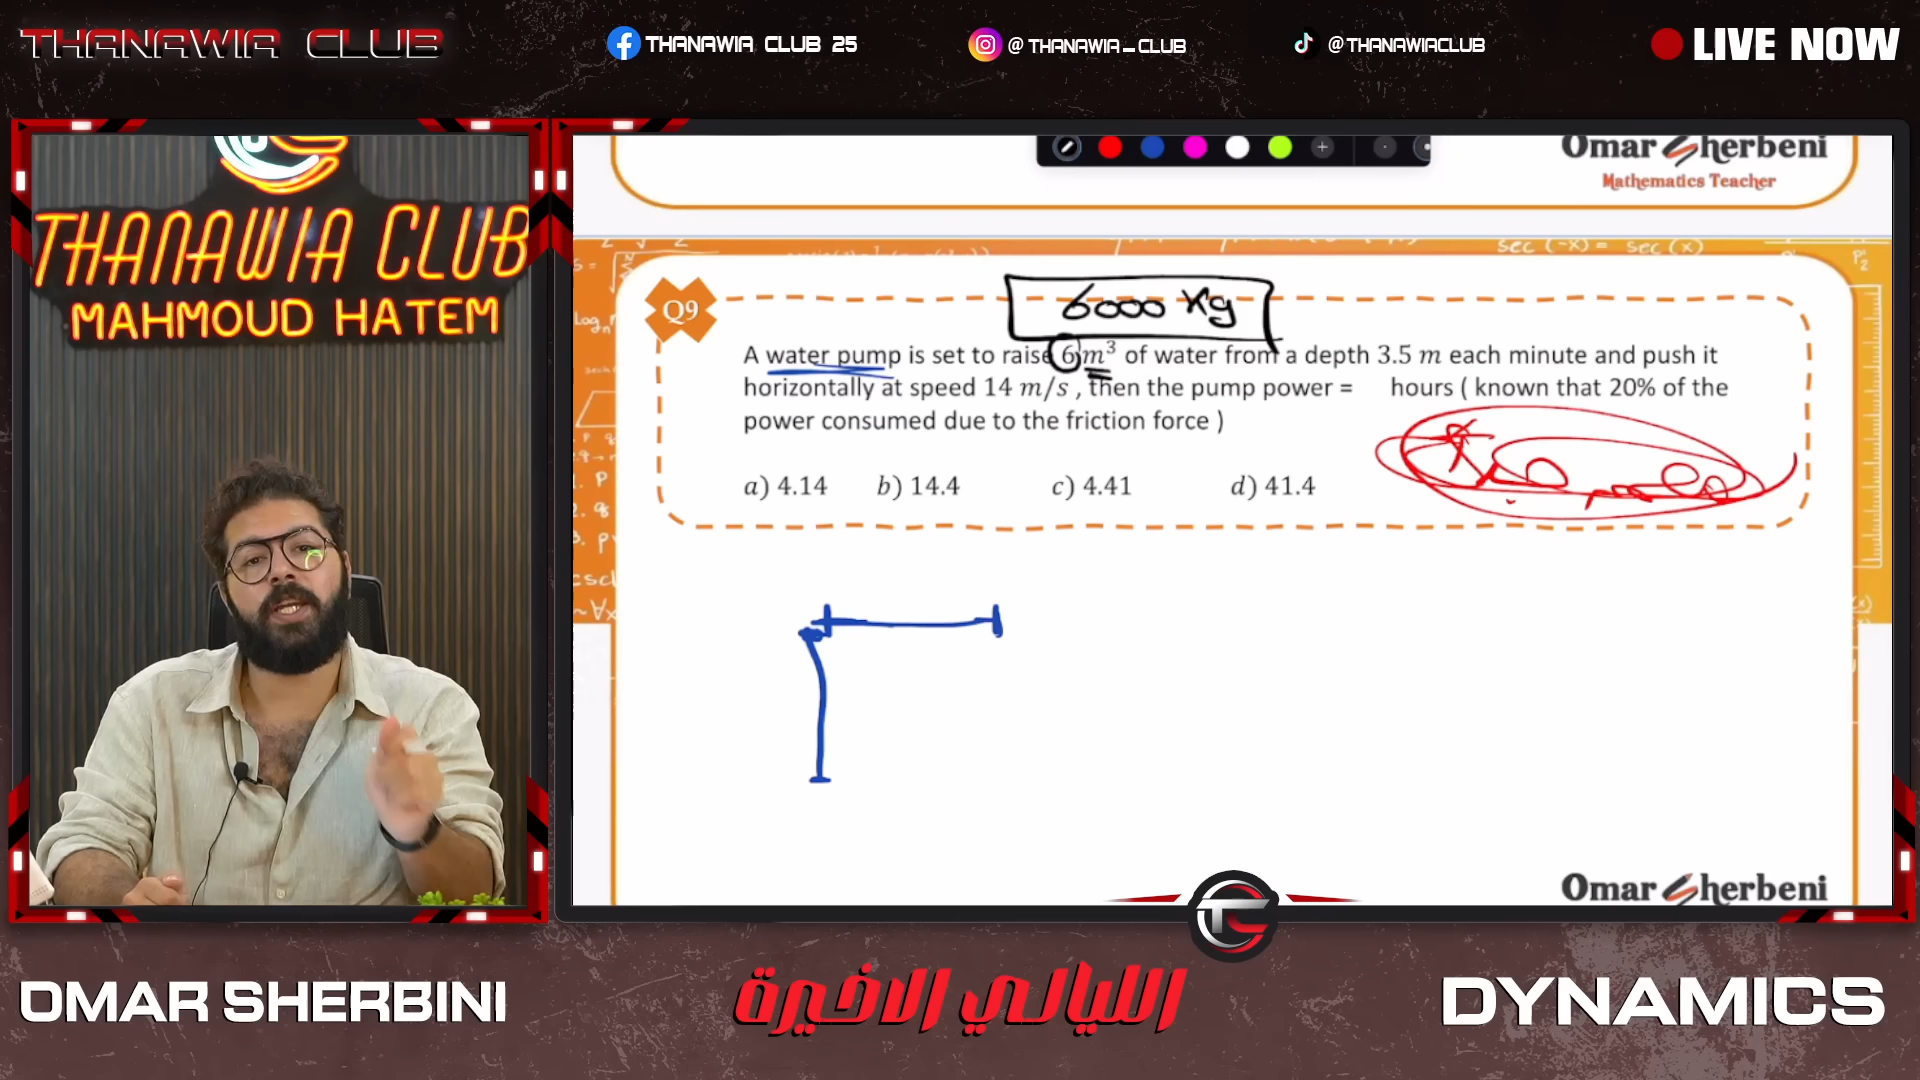 THANAWIA CLUB
THANAWIA CLUB 25
@THANAWIA_CLUB
@THANAWIACLUB
LIVE NOW
THANAWIA CLUB
MAHMOUD HATEM
Omar Sherbeni
Mathematics Teacher
sec (-x) = sec (x)
Q9
6000 Kg
A water pump is set to raise 6 m³ of water from a depth 3.5 m each minute and push it
horizontally at speed 14 m/s , then the pump power = hours ( known that 20% of the
power consumed due to the friction force )
a) 4.14 b) 14.4 c) 4.41 d) 41.4
Omar Sherbeni
TC
OMAR SHERBINI
الليالي الاخيرة
DYNAMICS